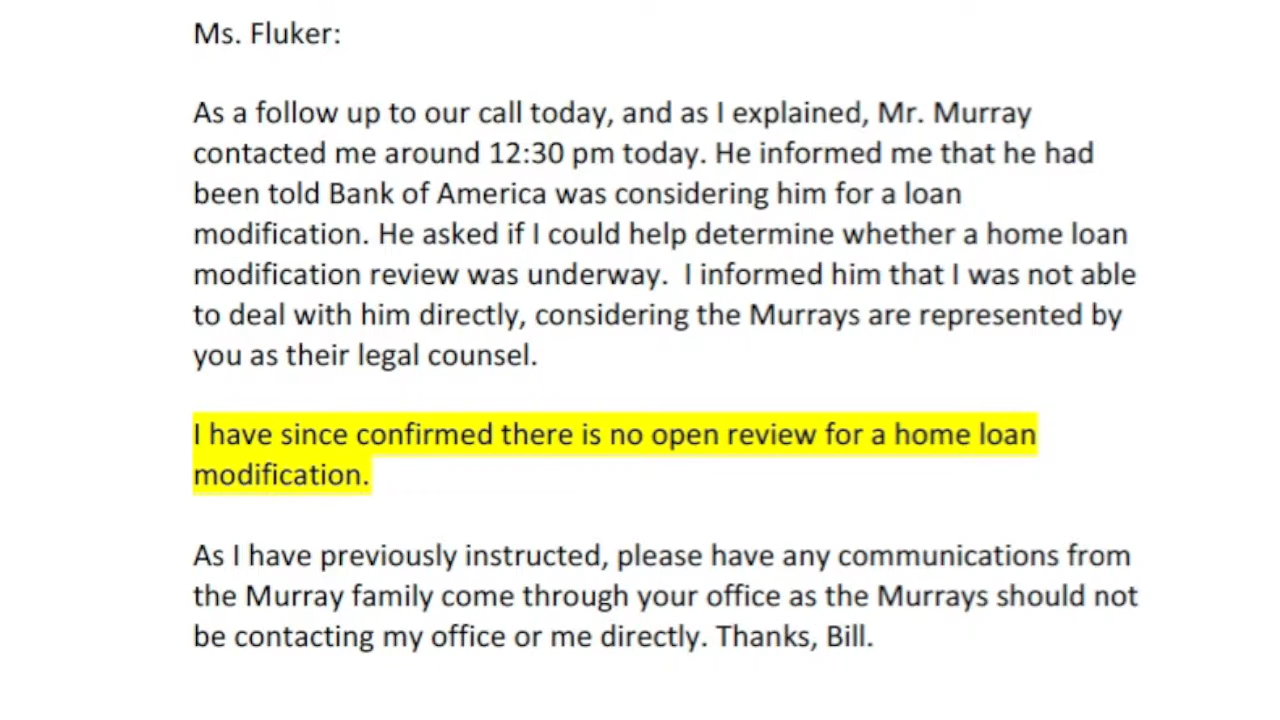 Ms. Fluker:
As a follow up to our call today, and as I explained, Mr. Murray
contacted me around 12:30 pm today. He informed me that he had
been told Bank of America was considering him for a loan
modification. He asked if I could help determine whether a home loan
modification review was underway.  I informed him that I was not able
to deal with him directly, considering the Murrays are represented by
you as their legal counsel.
I have since confirmed there is no open review for a home loan
modification.
As I have previously instructed, please have any communications from
the Murray family come through your office as the Murrays should not
be contacting my office or me directly. Thanks, Bill.